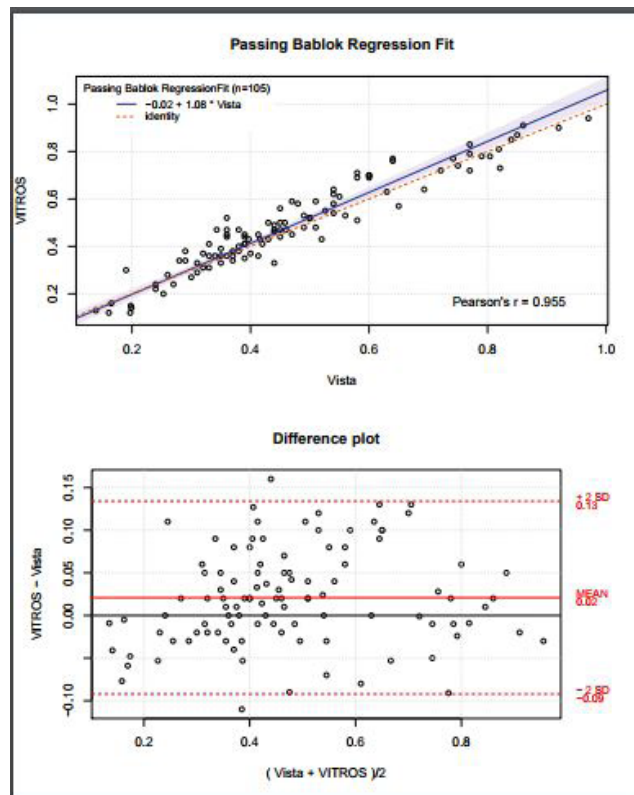 Passing Bablok Regression Fit
Passing Bablok RegressionFit (n=105)
−0.02 + 1.08 * Vista
identity
1.0
0.8
0.6
0.4
0.2
VITROS
Pearson's r = 0.955
0.2 0.4 0.6 0.8 1.0
Vista
Difference plot
0.15
0.10
0.05
0.00
−0.10
VITROS − Vista
+ 2 SD
0.13
MEAN
0.02
− 2 SD
−0.09
0.2 0.4 0.6 0.8
( Vista + VITROS )/2